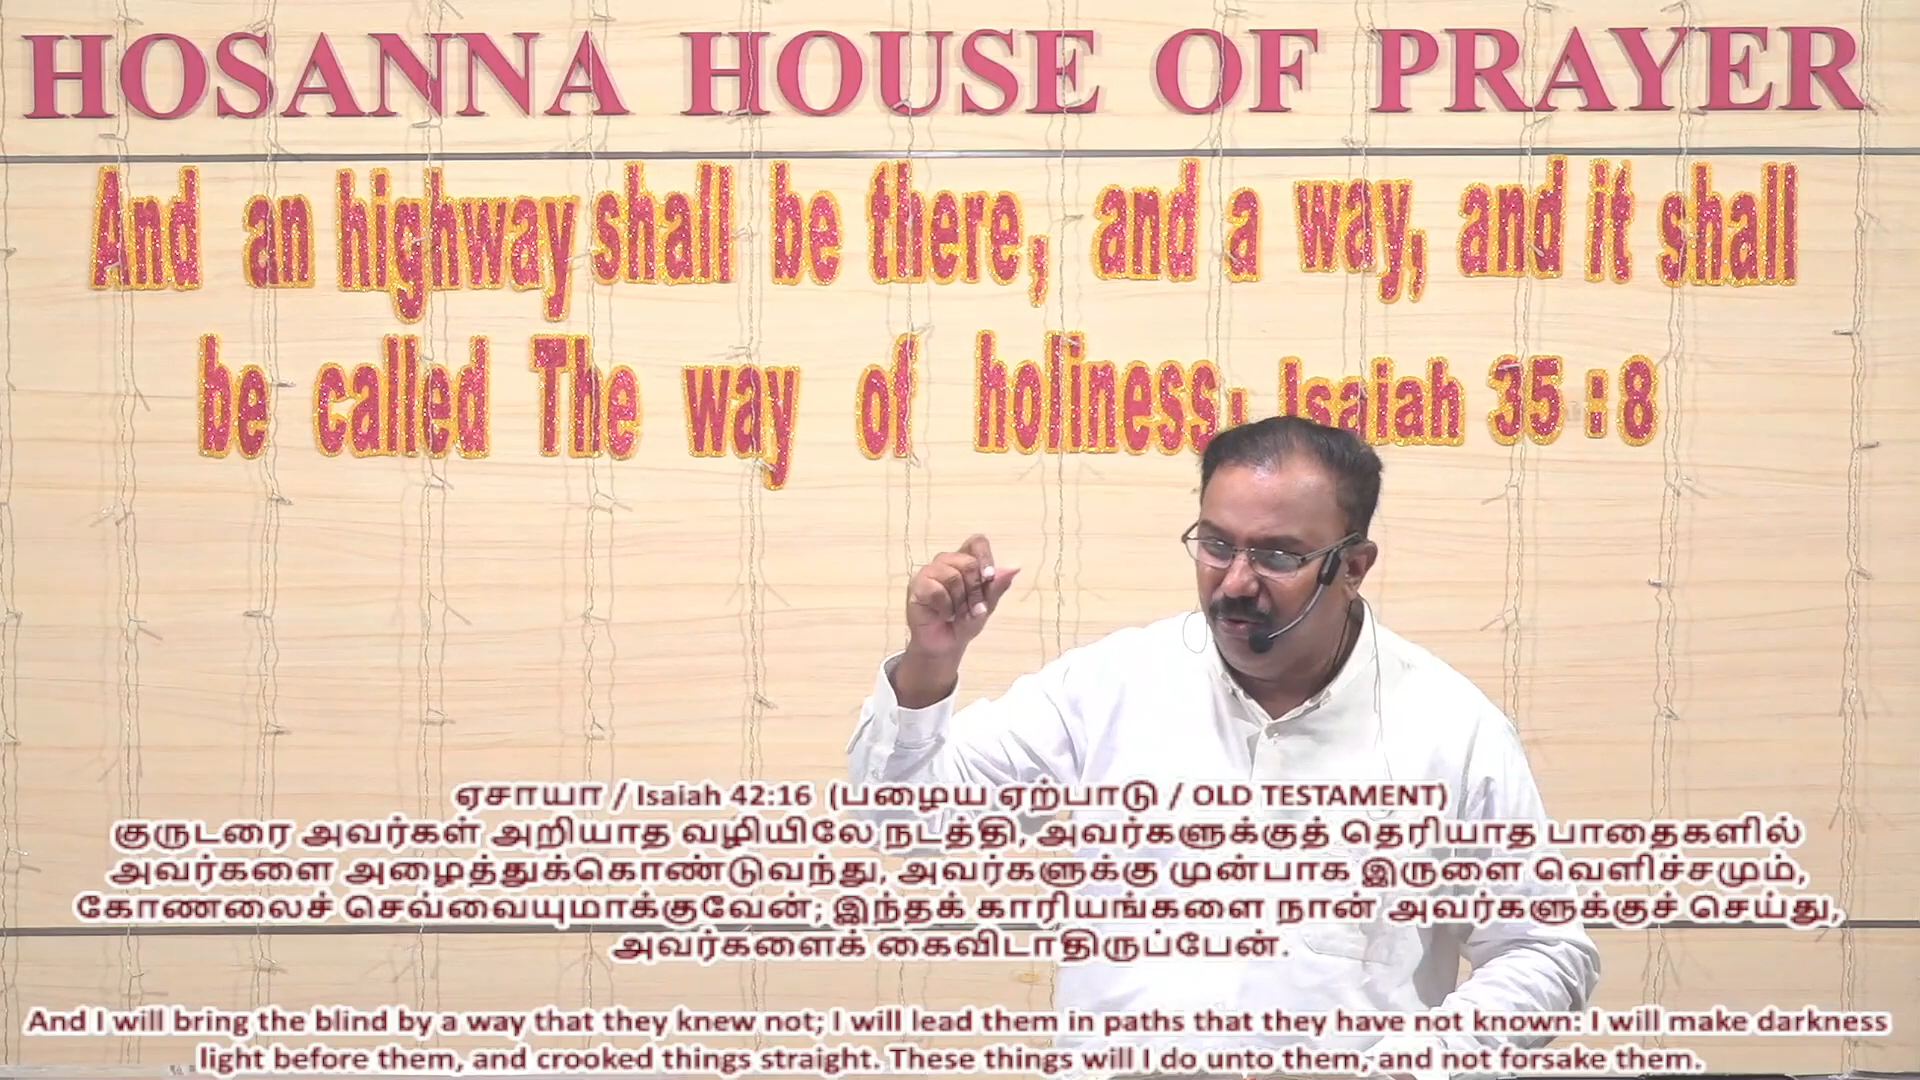 HOSANNA HOUSE OF PRAYER
And an highway shall be there, and a way, and it shall
be called The way of holiness; Isaiah 35 : 8
ஏசாயா / Isaiah 42:16 (பழைய ஏற்பாடு / OLD TESTAMENT)
குருடரை அவர்கள் அறியாத வழியிலே நடத்தி, அவர்களுக்குத் தெரியாத பாதைகளில்
அவர்களை அழைத்துக்கொண்டுவந்து, அவர்களுக்கு முன்பாக இருளை வெளிச்சமும்,
கோணலைச் செவ்வையுமாக்குவேன்; இந்தக் காரியங்களை நான் அவர்களுக்குச் செய்து,
அவர்களைக் கைவிடாதிருப்பேன்.
And I will bring the blind by a way that they knew not; I will lead them in paths that they have not known: I will make darkness
light before them, and crooked things straight. These things will I do unto them, and not forsake them.